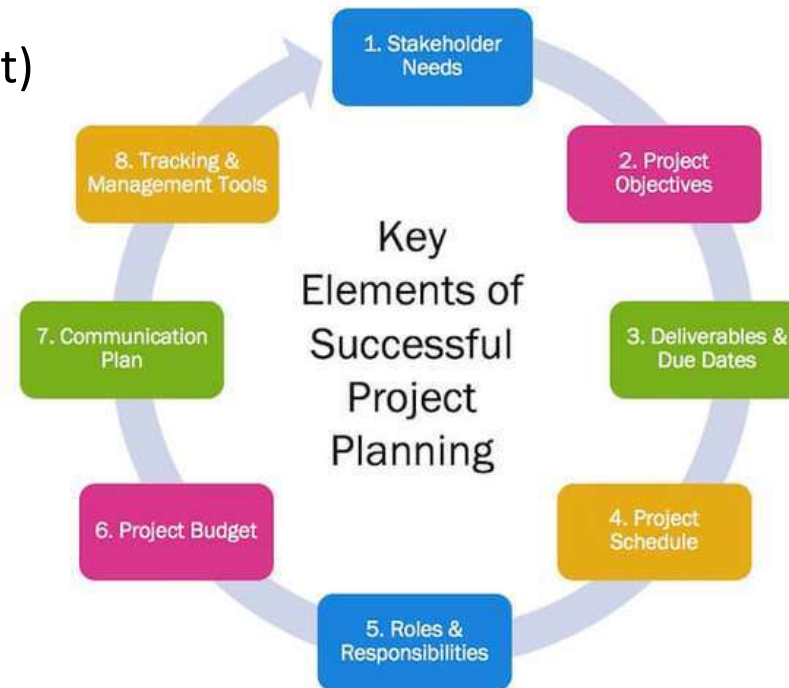 t)
1. Stakeholder
Needs
2. Project
Objectives
3. Deliverables &
Due Dates
4. Project
Schedule
5. Roles &
Responsibilities
6. Project Budget
7. Communication
Plan
8. Tracking &
Management Tools
Key
Elements of
Successful
Project
Planning